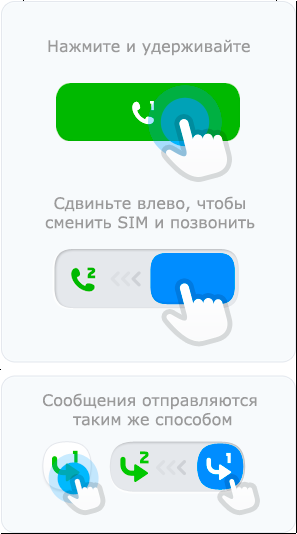 Нажмите и удерживайте
1
Сдвиньте влево, чтобы
сменить SIM и позвонить
2
Сообщения отправляются
таким же способом
1 2 1